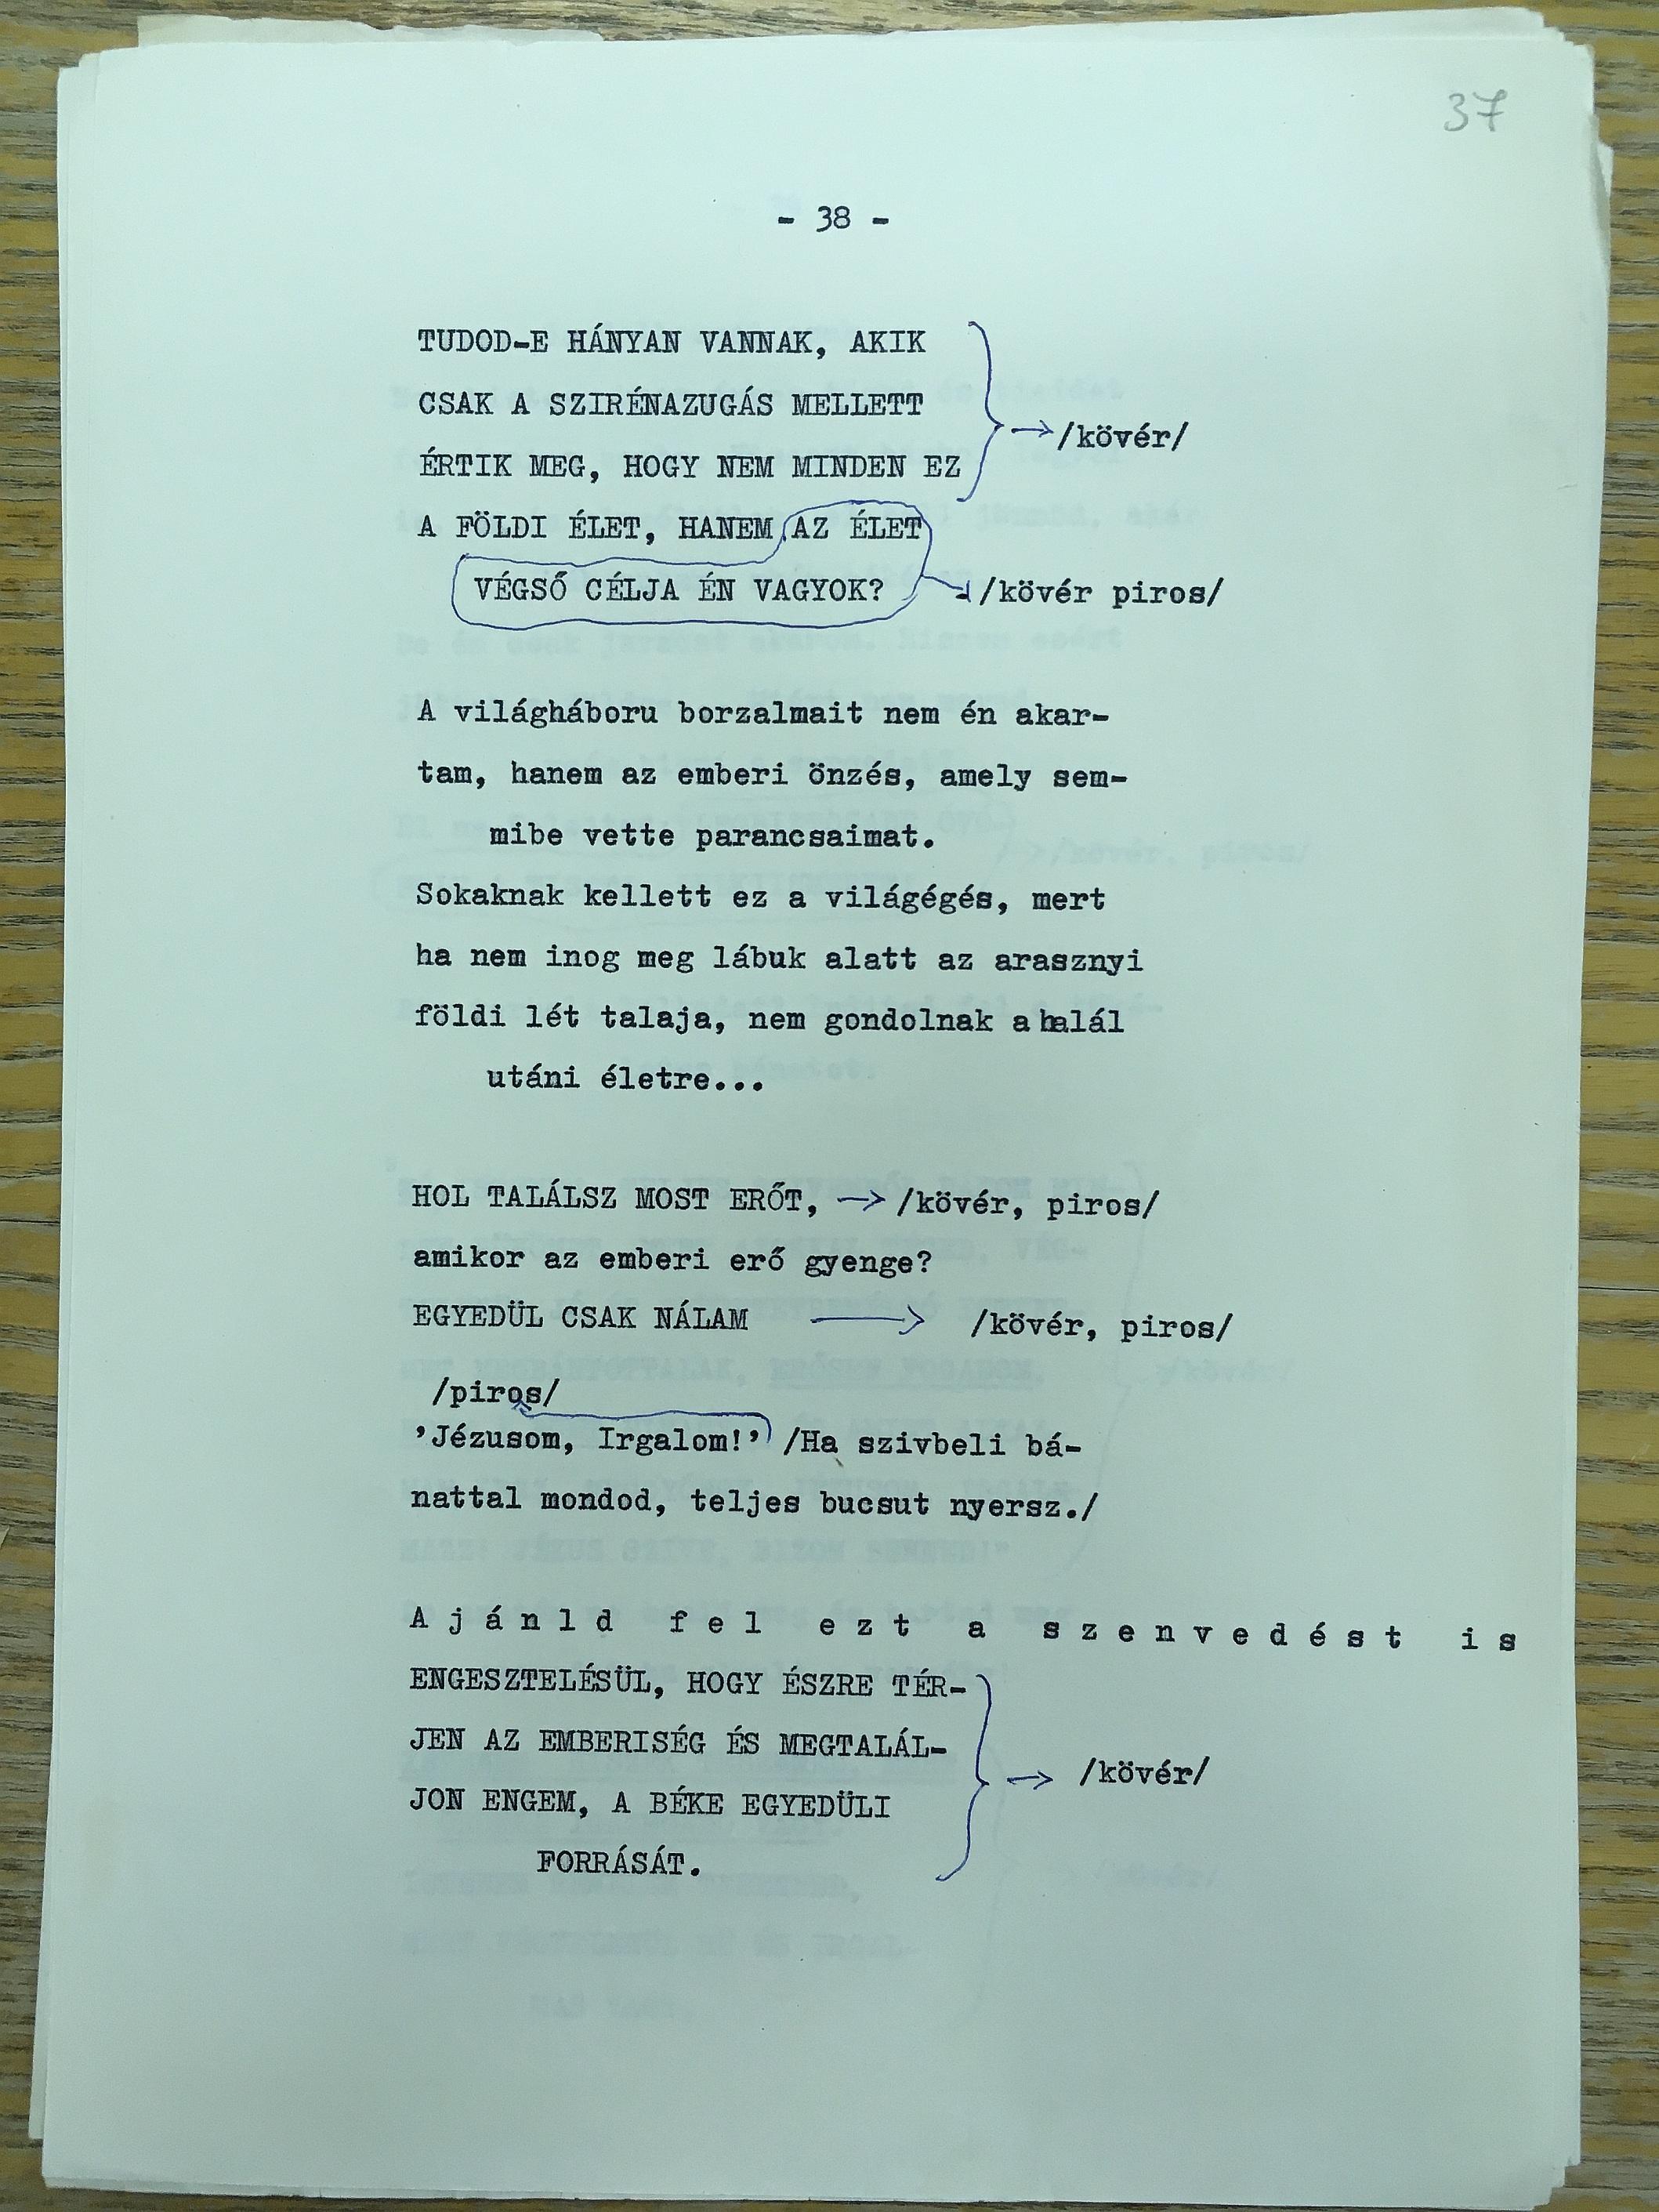 37
- 38 -
TUDOD-E HÁNYAN VANNAK, AKIK
CSAK A SZIRÉNAZUGÁS MELLETT
/kövér/
ÉRTIK MEG, HOGY NEM MINDEN EZ
A FÖLDI ÉLET, HANEM AZ ÉLET
VÉGSŐ CÉLJA ÉN VAGYOK? /kövér piros/
A világháboru borzalmait nem én akar-
tam, hanem az emberi önzés, amely sem-
mibe vette parancsaimat.
Sokaknak kellett ez a világégés, mert
ha nem inog meg lábuk alatt az arasznyi
földi lét talaja, nem gondolnak a halál
utáni életre...
HOL TALÁLSZ MOST ERŐT, → /kövér, piros/
amikor az emberi erő gyenge?
EGYEDÜL CSAK NÁLAM → /kövér, piros/
/piros/
'Jézusom, Irgalom!' /Ha szivbeli bá-
nattal mondod, teljes bucsut nyersz./
A j á n l d f e l e z t a s z e n v e d é s t i s
ENGESZTELÉSÜL, HOGY ÉSZRE TÉR-
JEN AZ EMBERISÉG ÉS MEGTALÁL-
→ /kövér/
JON ENGEM, A BÉKE EGYEDÜLI
FORRÁSÁT.